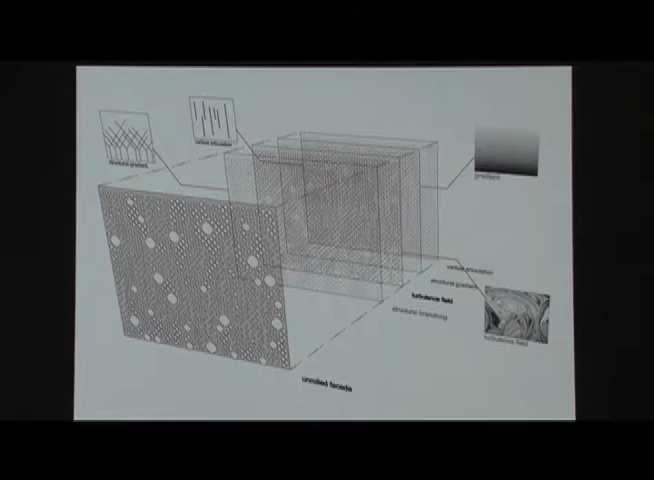 vertical articulation
structural gradient
gradient
vertical articulation
structural gradient
turbulence field
structural branching
turbulence field
unrolled facade